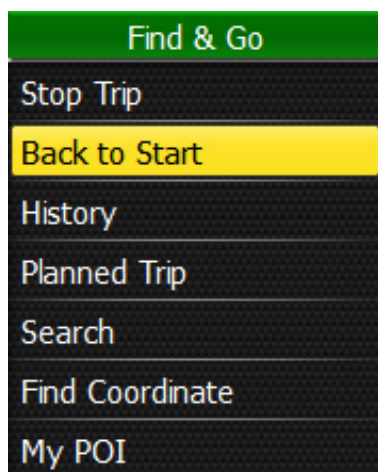 Find & Go
Stop Trip
Back to Start
History
Planned Trip
Search
Find Coordinate
My POI